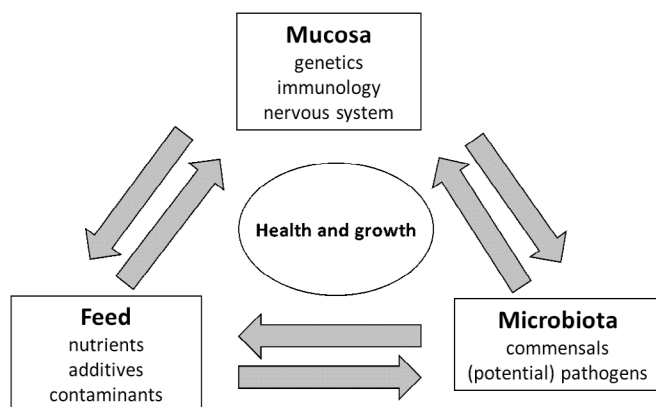 Mucosa
genetics
immunology
nervous system
Health and growth
Feed
nutrients
additives
contaminants
Microbiota
commensals
(potential) pathogens